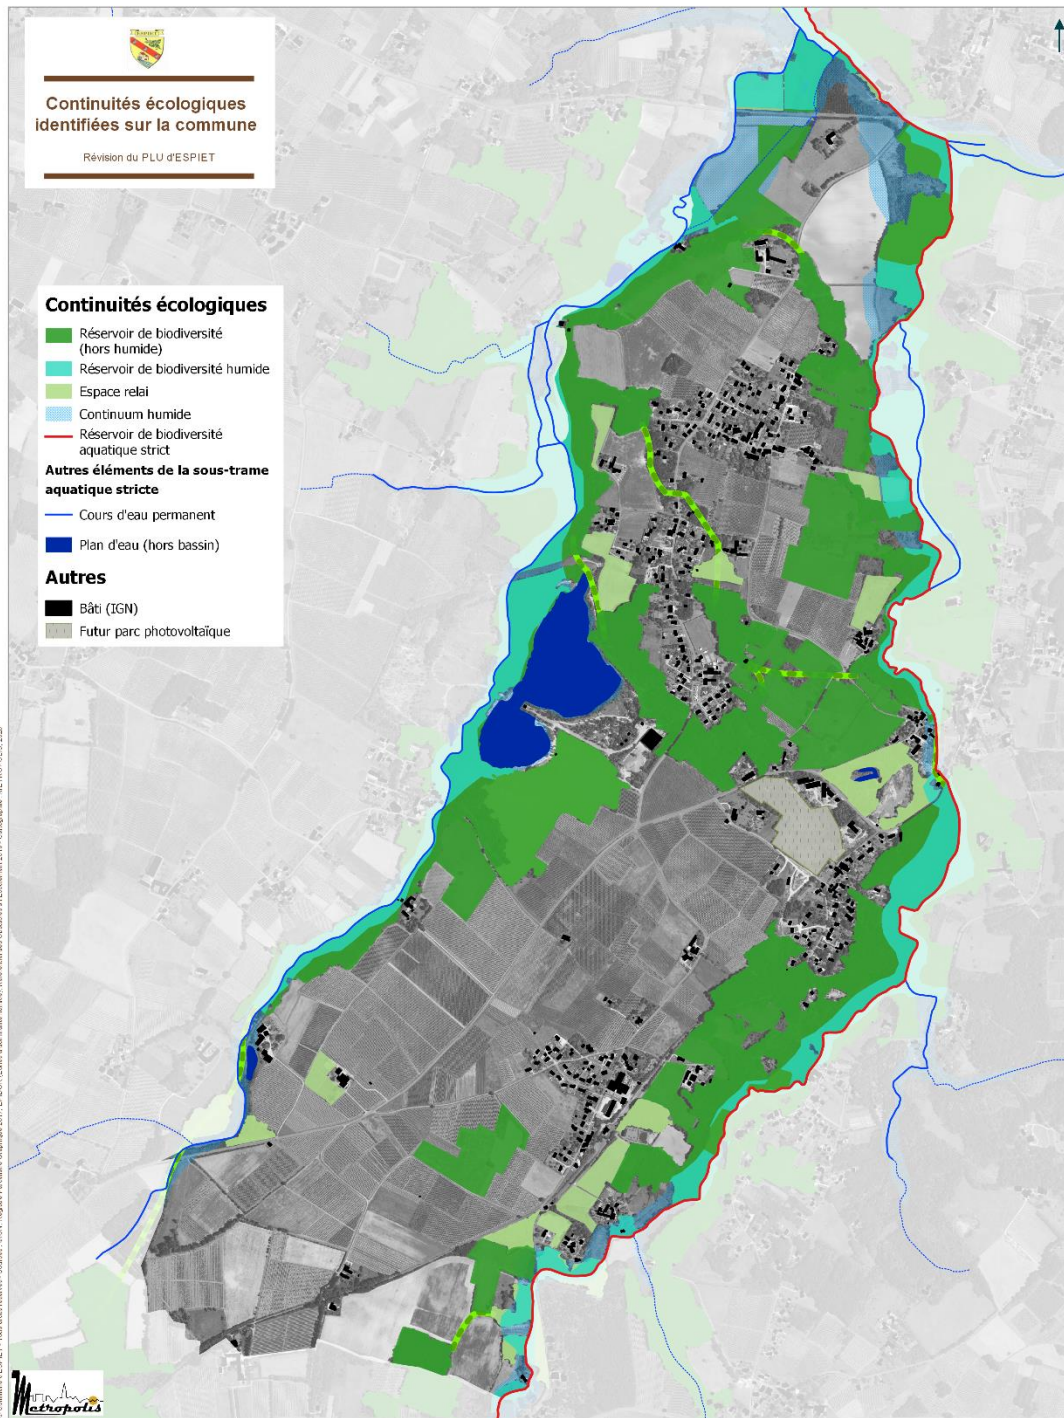 ESPIET
Continuités écologiques
identifiées sur la commune
Révision du PLU d'ESPIET
Continuités écologiques
Réservoir de biodiversité
(hors humide)
Réservoir de biodiversité humide
Espace relai
Continuum humide
Réservoir de biodiversité
aquatique strict
Autres éléments de la sous-trame
aquatique stricte
Cours d'eau permanent
Plan d'eau (hors bassin)
Autres
Bâti (IGN)
Futur parc photovoltaïque
Metropolis